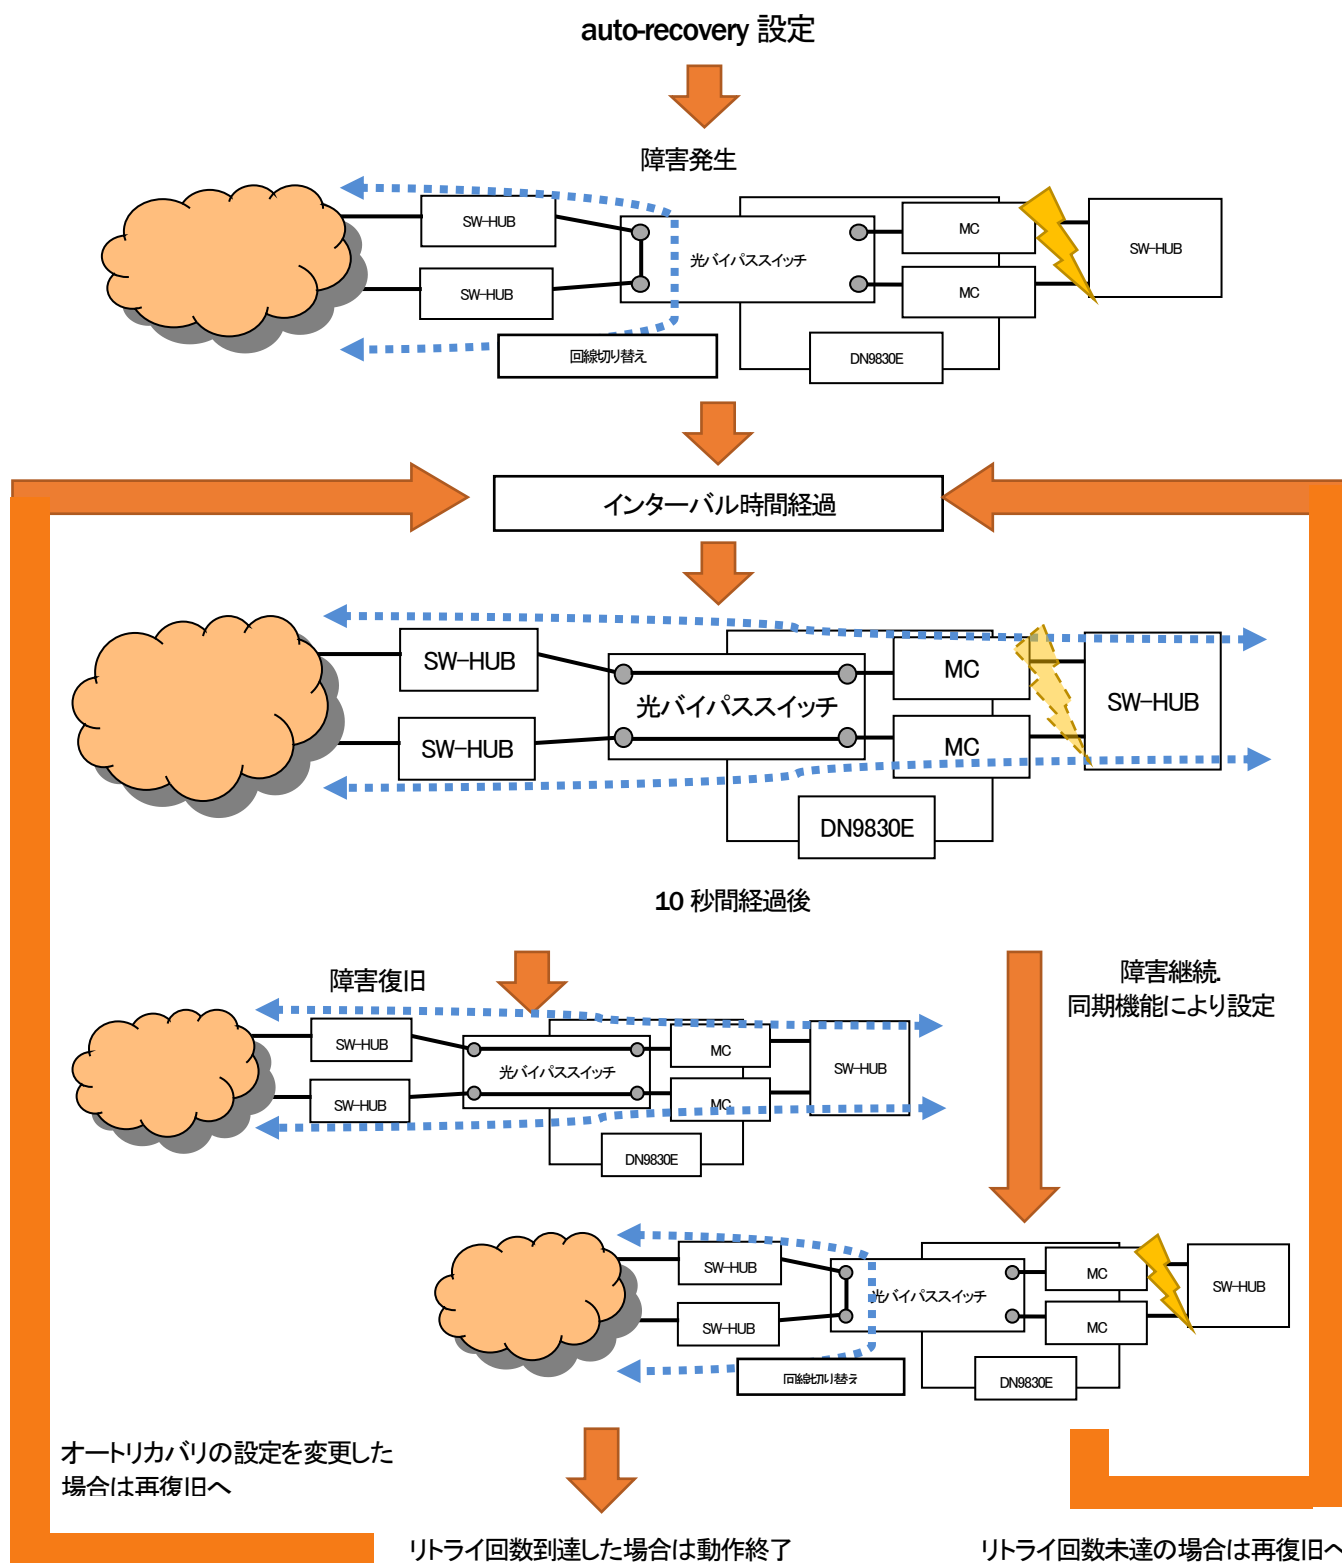 auto-recovery 設定
障害発生
SW-HUB
SW-HUB
光バイパススイッチ
MC
MC
SW-HUB
DN9830E
回線切り替え
インターバル時間経過
SW-HUB
SW-HUB
光バイパススイッチ
MC
MC
SW-HUB
DN9830E
10 秒間経過後
障害復旧
障害継続.
同期機能により設定
SW-HUB
SW-HUB
光バイパススイッチ
MC
MC
SW-HUB
DN9830E
SW-HUB
SW-HUB
光バイパススイッチ
MC
MC
SW-HUB
DN9830E
回線切り替え
オートリカバリの設定を変更した
場合は再復旧へ
リトライ回数到達した場合は動作終了
リトライ回数未達の場合は再復旧へ